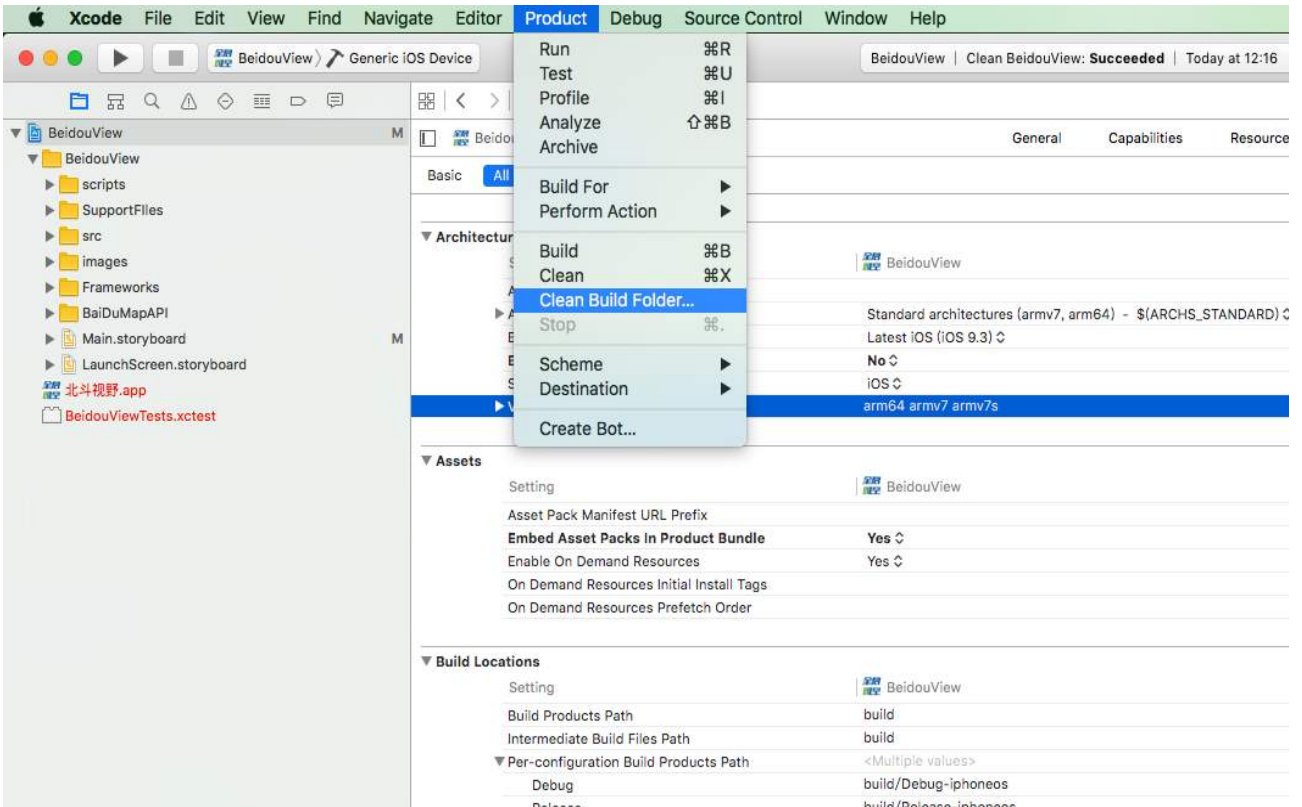 Xcode File Edit View Find Navigate Editor Product Debug Source Control Window Help
BeidouView Generic iOS Device
BeidouView | Clean BeidouView: Succeeded | Today at 12:16
Run ⌘R
Test ⌘U
Profile ⌘I
Analyze ⇧⌘B
Archive
Build For
Perform Action
Build ⌘B
Clean ⌘X
Clean Build Folder...
Stop ⌘.
Scheme
Destination
Create Bot...
BeidouView M
BeidouView
scripts
SupportFIles
src
images
Frameworks
BaiDuMapAPI
Main.storyboard M
LaunchScreen.storyboard
北斗视野.app
BeidouViewTests.xctest
General Capabilities Resource
Basic All
BeidouView
Standard architectures (armv7, arm64) - $(ARCHS_STANDARD)
Latest iOS (iOS 9.3)
No
iOS
arm64 armv7 armv7s
Assets
Setting BeidouView
Asset Pack Manifest URL Prefix
Embed Asset Packs In Product Bundle Yes
Enable On Demand Resources Yes
On Demand Resources Initial Install Tags
On Demand Resources Prefetch Order
Build Locations
Setting BeidouView
Build Products Path build
Intermediate Build Files Path build
Per-configuration Build Products Path <Multiple values>
Debug build/Debug-iphoneos
Release build/Release-iphoneos